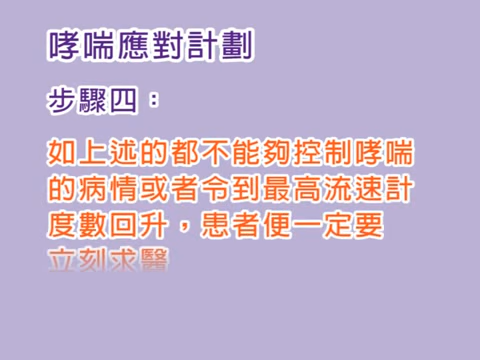 哮喘應對計劃
步驟四：
如上述的都不能夠控制哮喘
的病情或者令到最高流速計
度數回升，患者便一定要
立刻求醫